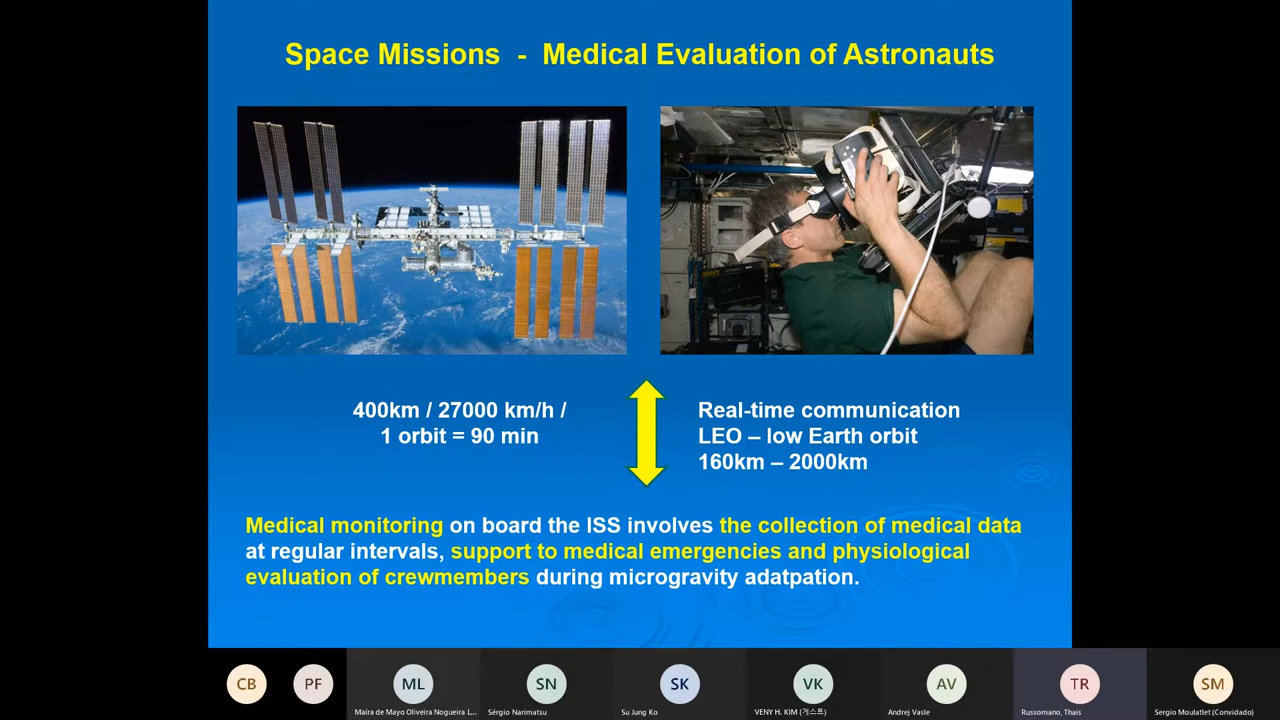 Space Missions - Medical Evaluation of Astronauts
400km / 27000 km/h /
1 orbit = 90 min
Real-time communication
LEO – low Earth orbit
160km – 2000km
Medical monitoring on board the ISS involves the collection of medical data
at regular intervals, support to medical emergencies and physiological
evaluation of crewmembers during microgravity adatpation.
CB
PF
ML
SN
SK
VK
AV
TR
SM
Maíra de Mayo Oliveira Nogueira L...
Sérgio Narimatsu
Su Jung Ko
VENY H. KIM (게스트)
Andrej Vasle
Russomano, Thais
Sergio Moulatlet (Convidado)